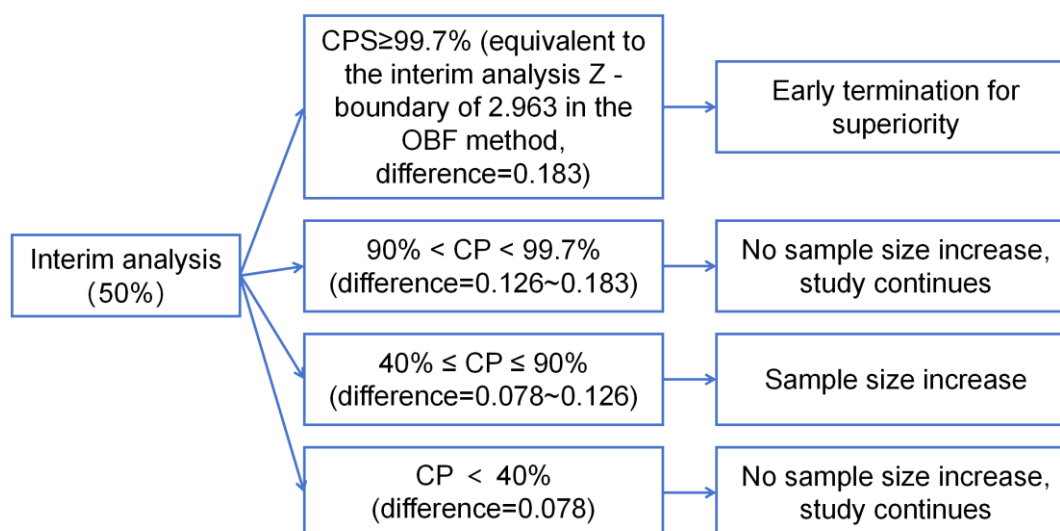 CPS≥99.7% (equivalent to
the interim analysis Z -
boundary of 2.963 in the
OBF method,
difference=0.183)
Early termination for
superiority
Interim analysis
(50%)
90% < CP < 99.7%
(difference=0.126~0.183)
No sample size increase,
study continues
40% ≤ CP ≤ 90%
(difference=0.078~0.126)
Sample size increase
CP < 40%
(difference=0.078)
No sample size increase,
study continues